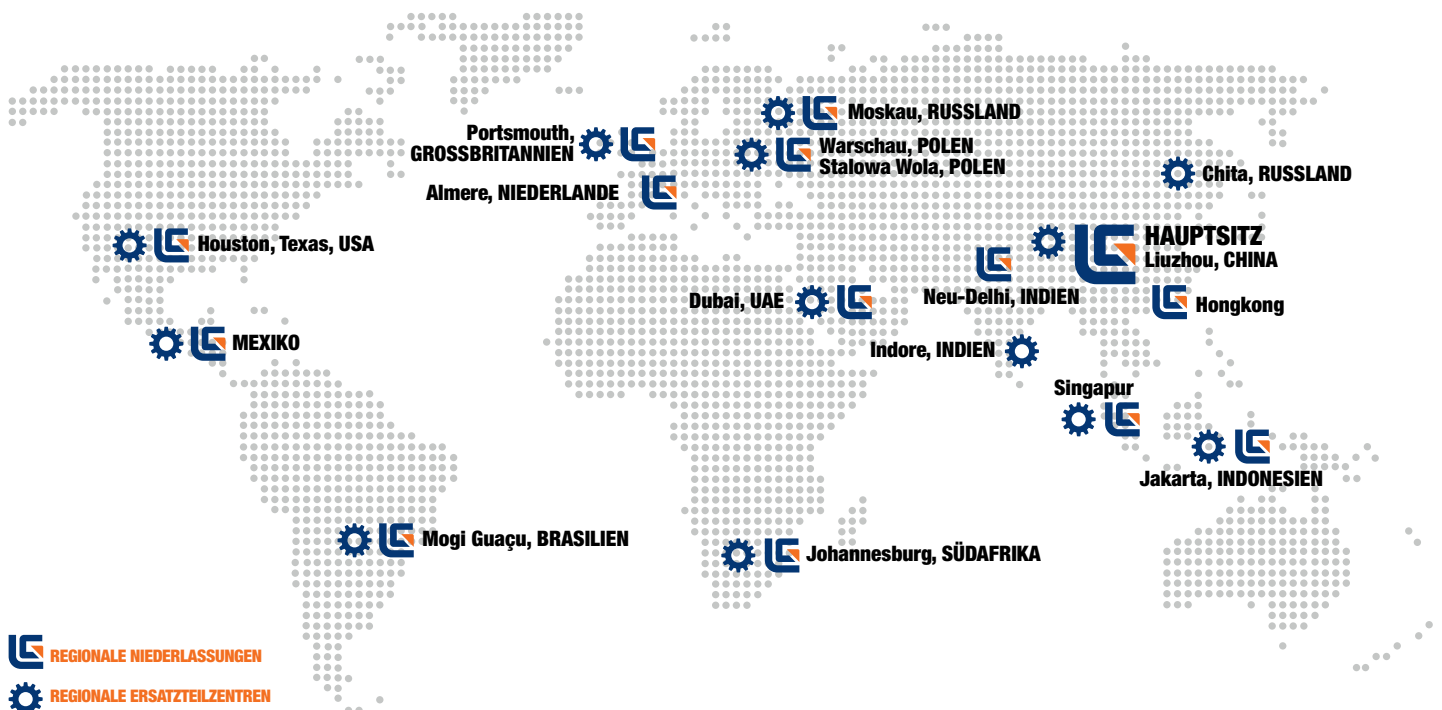 Moskau, RUSSLAND
Portsmouth,
GROSSBRITANNIEN
Warschau, POLEN
Stalowa Wola, POLEN
Chita, RUSSLAND
Almere, NIEDERLANDE
Houston, Texas, USA
HAUPTSITZ
Liuzhou, CHINA
Neu-Delhi, INDIEN
Dubai, UAE
Hongkong
MEXIKO
Indore, INDIEN
Singapur
Jakarta, INDONESIEN
Mogi Guaçu, BRASILIEN
Johannesburg, SÜDAFRIKA
REGIONALE NIEDERLASSUNGEN
REGIONALE ERSATZTEILZENTREN